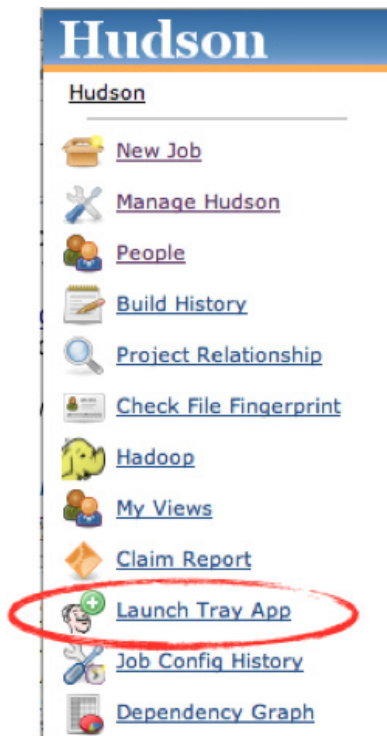 Hudson
Hudson
New Job
Manage Hudson
People
Build History
Project Relationship
Check File Fingerprint
Hadoop
My Views
Claim Report
Launch Tray App
Job Config History
Dependency Graph